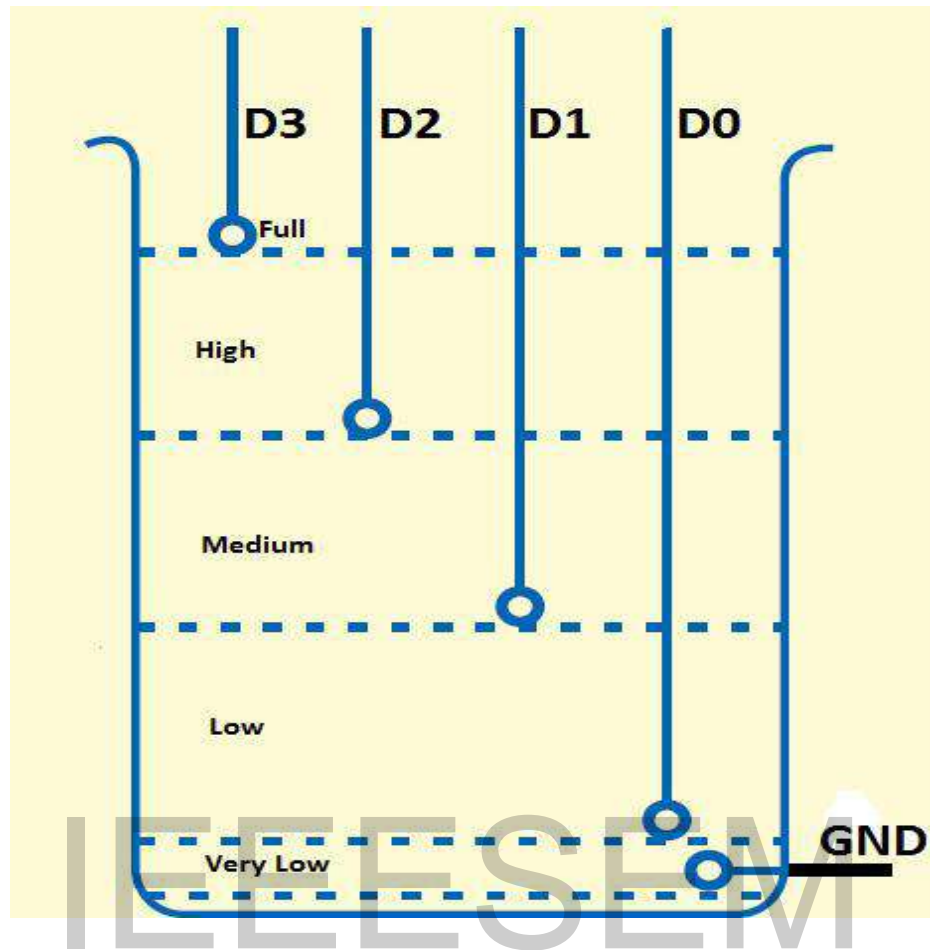 D3 D2 D1 D0
Full
High
Medium
Low
GND
Very Low
IEEESEM